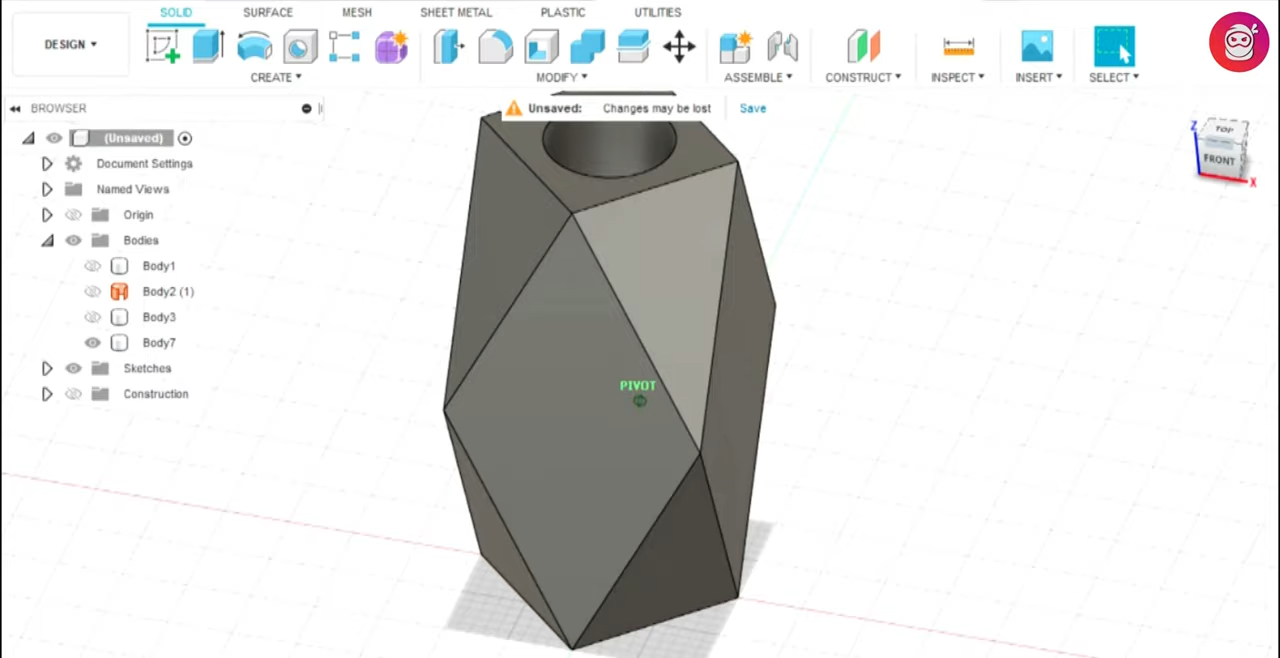 SOLID SURFACE MESH SHEET METAL PLASTIC UTILITIES
DESIGN ▾
CREATE ▾ MODIFY ▾ ASSEMBLE ▾ CONSTRUCT ▾ INSPECT ▾ INSERT ▾ SELECT ▾
BROWSER
Unsaved: Changes may be lost Save
(Unsaved)
Document Settings
Named Views
Origin
Bodies
Body1
Body2 (1)
Body3
Body7
Sketches
Construction
PIVOT
Z
TOP
FRONT
X